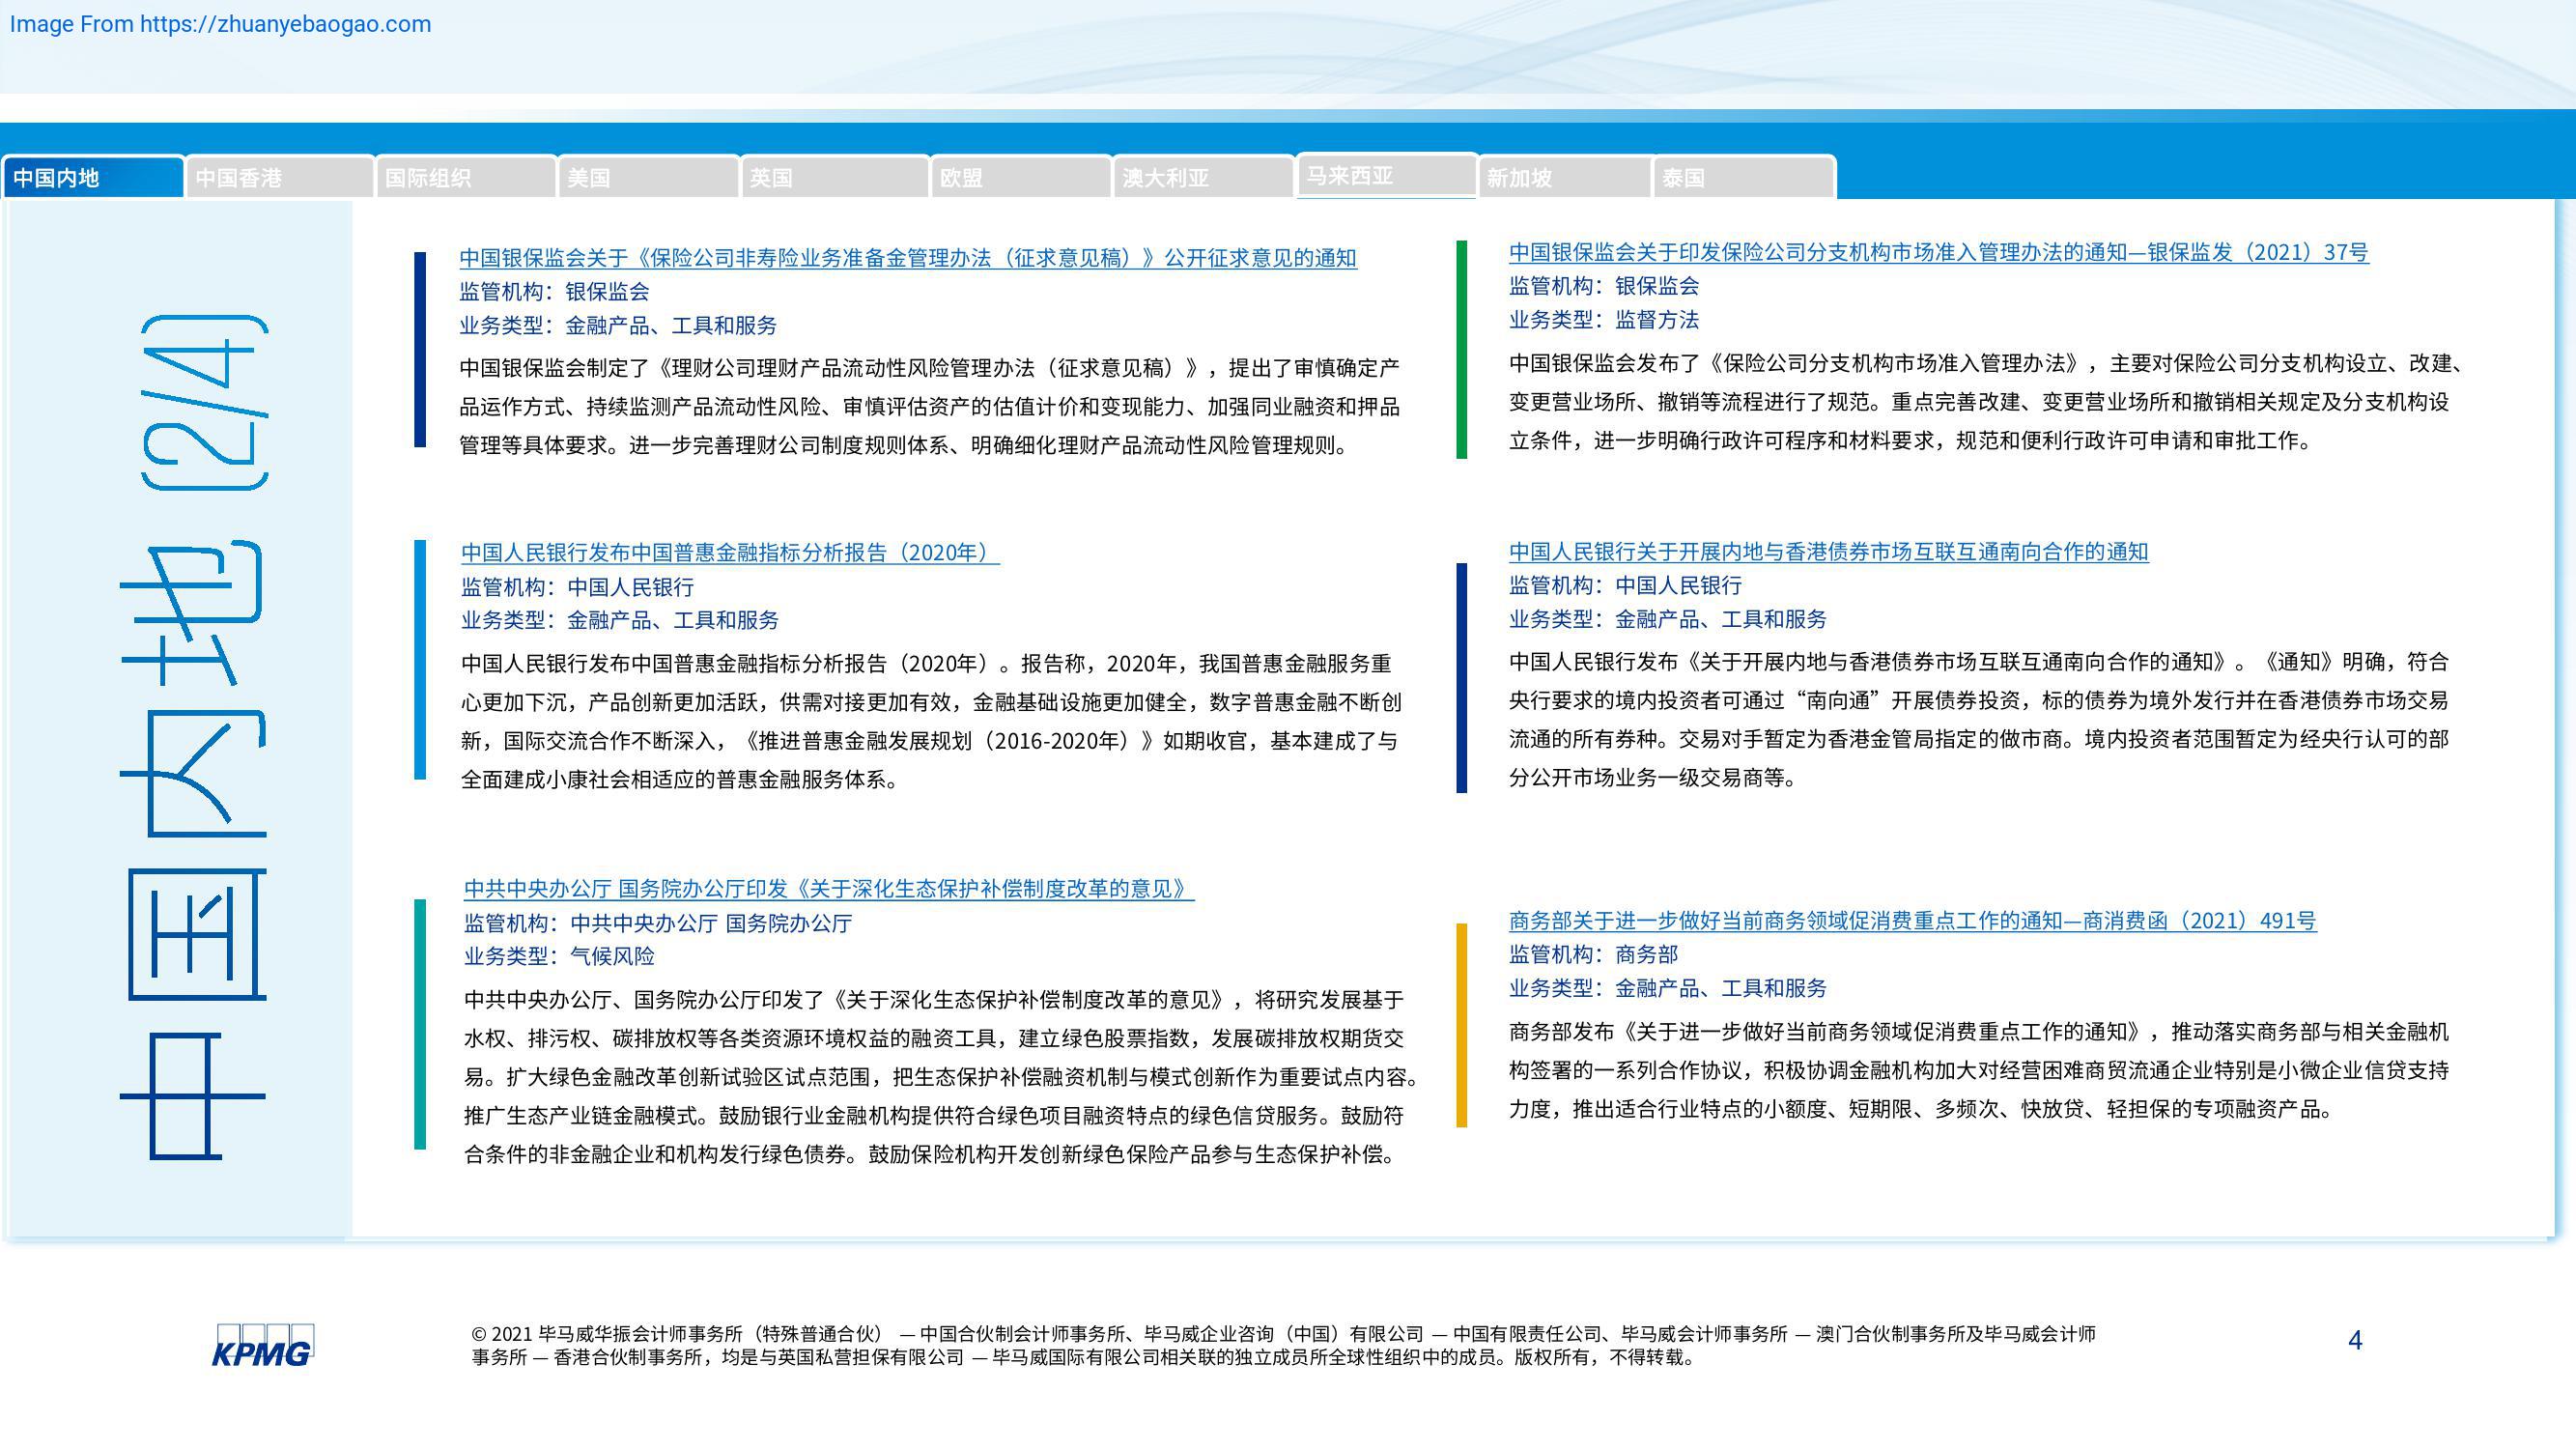 Image From https://zhuanyebaogao.com
中国内地
中国香港
国际组织
美国
英国
欧盟
澳大利亚
马来西亚
新加坡
泰国
中国内地 (2/4)
中国银保监会关于《保险公司非寿险业务准备金管理办法（征求意见稿）》公开征求意见的通知
监管机构：银保监会
业务类型：金融产品、工具和服务
中国银保监会制定了《理财公司理财产品流动性风险管理办法（征求意见稿）》，提出了审慎确定产
品运作方式、持续监测产品流动性风险、审慎评估资产的估值计价和变现能力、加强同业融资和押品
管理等具体要求。进一步完善理财公司制度规则体系、明确细化理财产品流动性风险管理规则。
中国人民银行发布中国普惠金融指标分析报告（2020年）
监管机构：中国人民银行
业务类型：金融产品、工具和服务
中国人民银行发布中国普惠金融指标分析报告（2020年）。报告称，2020年，我国普惠金融服务重
心更加下沉，产品创新更加活跃，供需对接更加有效，金融基础设施更加健全，数字普惠金融不断创
新，国际交流合作不断深入，《推进普惠金融发展规划（2016-2020年）》如期收官，基本建成了与
全面建成小康社会相适应的普惠金融服务体系。
中共中央办公厅 国务院办公厅印发《关于深化生态保护补偿制度改革的意见》
监管机构：中共中央办公厅 国务院办公厅
业务类型：气候风险
中共中央办公厅、国务院办公厅印发了《关于深化生态保护补偿制度改革的意见》，将研究发展基于
水权、排污权、碳排放权等各类资源环境权益的融资工具，建立绿色股票指数，发展碳排放权期货交
易。扩大绿色金融改革创新试验区试点范围，把生态保护补偿融资机制与模式创新作为重要试点内容。
推广生态产业链金融模式。鼓励银行业金融机构提供符合绿色项目融资特点的绿色信贷服务。鼓励符
合条件的非金融企业和机构发行绿色债券。鼓励保险机构开发创新绿色保险产品参与生态保护补偿。
中国银保监会关于印发保险公司分支机构市场准入管理办法的通知—银保监发（2021）37号
监管机构：银保监会
业务类型：监督方法
中国银保监会发布了《保险公司分支机构市场准入管理办法》，主要对保险公司分支机构设立、改建、
变更营业场所、撤销等流程进行了规范。重点完善改建、变更营业场所和撤销相关规定及分支机构设
立条件，进一步明确行政许可程序和材料要求，规范和便利行政许可申请和审批工作。
中国人民银行关于开展内地与香港债券市场互联互通南向合作的通知
监管机构：中国人民银行
业务类型：金融产品、工具和服务
中国人民银行发布《关于开展内地与香港债券市场互联互通南向合作的通知》。《通知》明确，符合
央行要求的境内投资者可通过“南向通”开展债券投资，标的债券为境外发行并在香港债券市场交易
流通的所有券种。交易对手暂定为香港金管局指定的做市商。境内投资者范围暂定为经央行认可的部
分公开市场业务一级交易商等。
商务部关于进一步做好当前商务领域促消费重点工作的通知—商消费函（2021）491号
监管机构：商务部
业务类型：金融产品、工具和服务
商务部发布《关于进一步做好当前商务领域促消费重点工作的通知》，推动落实商务部与相关金融机
构签署的一系列合作协议，积极协调金融机构加大对经营困难商贸流通企业特别是小微企业信贷支持
力度，推出适合行业特点的小额度、短期限、多频次、快放贷、轻担保的专项融资产品。
KPMG
© 2021 毕马威华振会计师事务所（特殊普通合伙） — 中国合伙制会计师事务所、毕马威企业咨询（中国）有限公司 — 中国有限责任公司、毕马威会计师事务所 — 澳门合伙制事务所及毕马威会计师
事务所 — 香港合伙制事务所，均是与英国私营担保有限公司 — 毕马威国际有限公司相关联的独立成员所全球性组织中的成员。版权所有，不得转载。
4